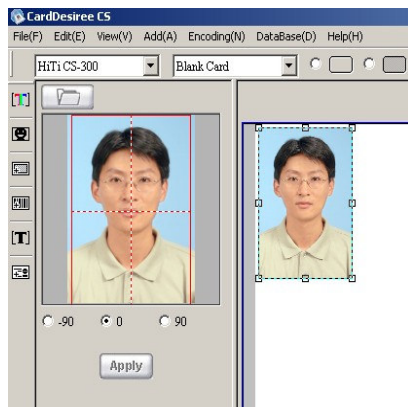 CardDesiree CS
File(F) Edit(E) View(V) Add(A) Encoding(N) DataBase(D) Help(H)
HiTi CS-300 Blank Card
[T]
[T]
-90 0 90
Apply